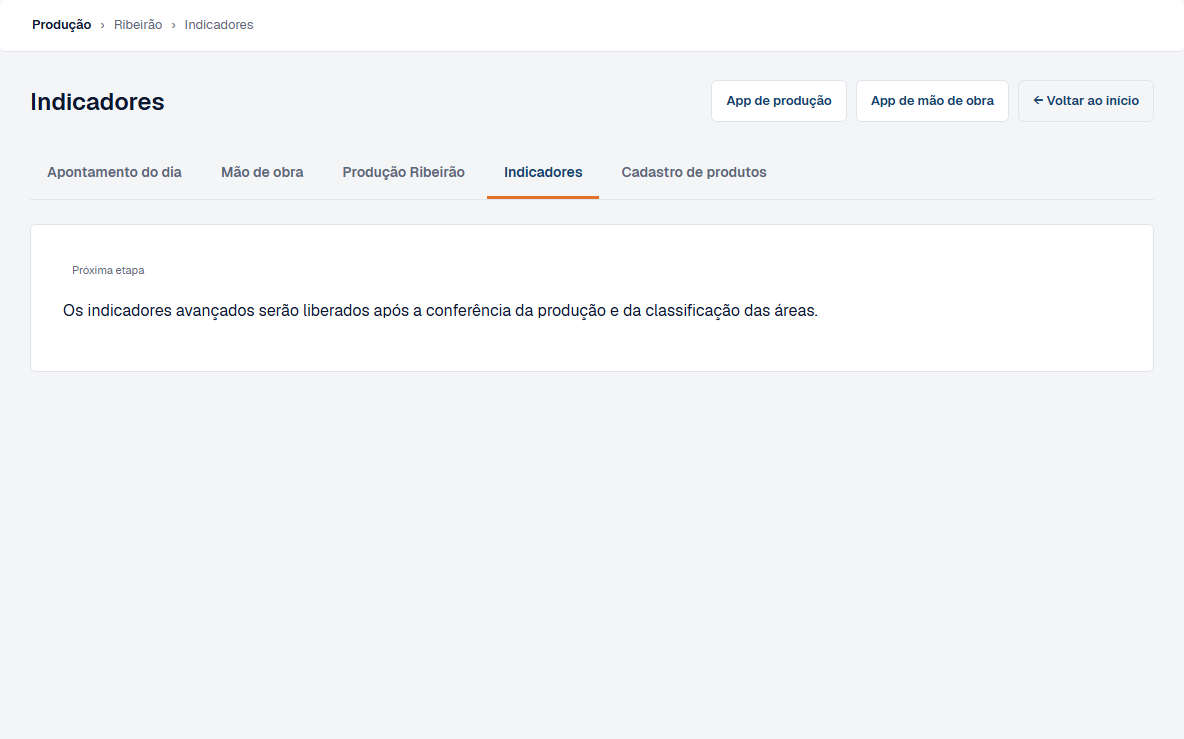 Produção › Ribeirão › Indicadores
Indicadores
App de produção
App de mão de obra
← Voltar ao início
Apontamento do dia
Mão de obra
Produção Ribeirão
Indicadores
Cadastro de produtos
Próxima etapa
Os indicadores avançados serão liberados após a conferência da produção e da classificação das áreas.